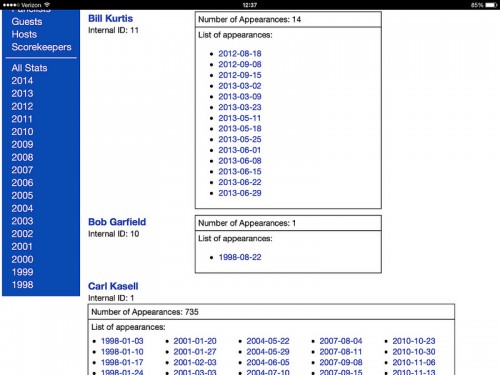 Verizon
12:37
85%
Panelists
Guests
Hosts
Scorekeepers
All Stats
2014
2013
2012
2011
2010
2009
2008
2007
2006
2005
2004
2003
2002
2001
2000
1999
1998
Bill Kurtis
Internal ID: 11
Number of Appearances: 14
List of appearances:
2012-08-18
2012-09-08
2012-09-15
2013-03-02
2013-03-09
2013-03-23
2013-05-11
2013-05-18
2013-05-25
2013-06-01
2013-06-08
2013-06-15
2013-06-22
2013-06-29
Bob Garfield
Internal ID: 10
Number of Appearances: 1
List of appearances:
1998-08-22
Carl Kasell
Internal ID: 1
Number of Appearances: 735
List of appearances:
1998-01-03 2001-01-20 2004-05-22 2007-08-04 2010-10-23
1998-01-10 2001-01-27 2004-05-29 2007-08-11 2010-10-30
1998-01-17 2001-02-03 2004-06-05 2007-09-08 2010-11-06
1998-01-24 2001-03-03 2004-07-10 2007-09-15 2010-11-13